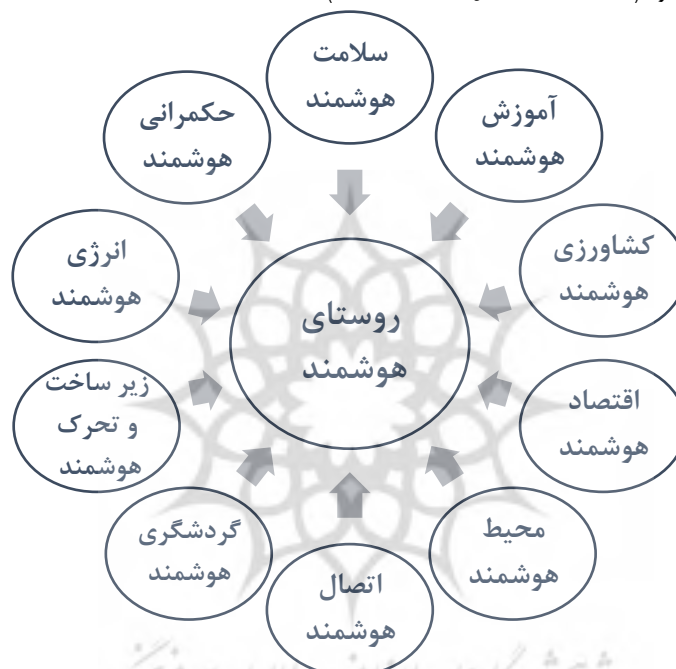 سلامت
هوشمند
آموزش
هوشمند
کشاورزی
هوشمند
اقتصاد
هوشمند
محیط
هوشمند
اتصال
هوشمند
گردشگری
هوشمند
زیر ساخت
و تحرک
هوشمند
انرژی
هوشمند
حکمرانی
هوشمند
روستای
هوشمند